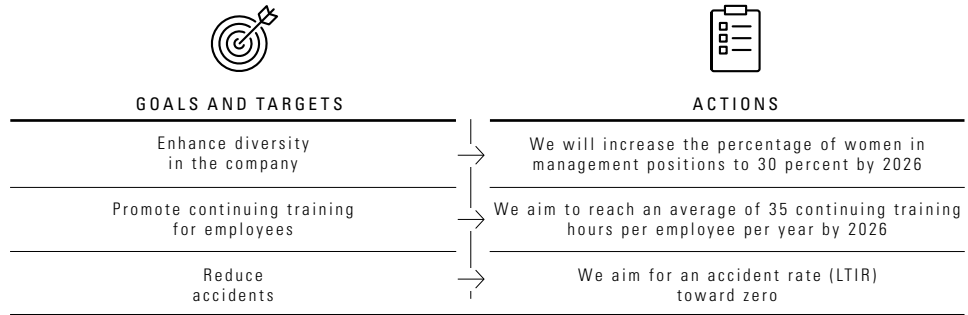 GOALS AND TARGETS
ACTIONS
Enhance diversity
in the company
We will increase the percentage of women in
management positions to 30 percent by 2026
Promote continuing training
for employees
We aim to reach an average of 35 continuing training
hours per employee per year by 2026
Reduce
accidents
We aim for an accident rate (LTIR)
toward zero